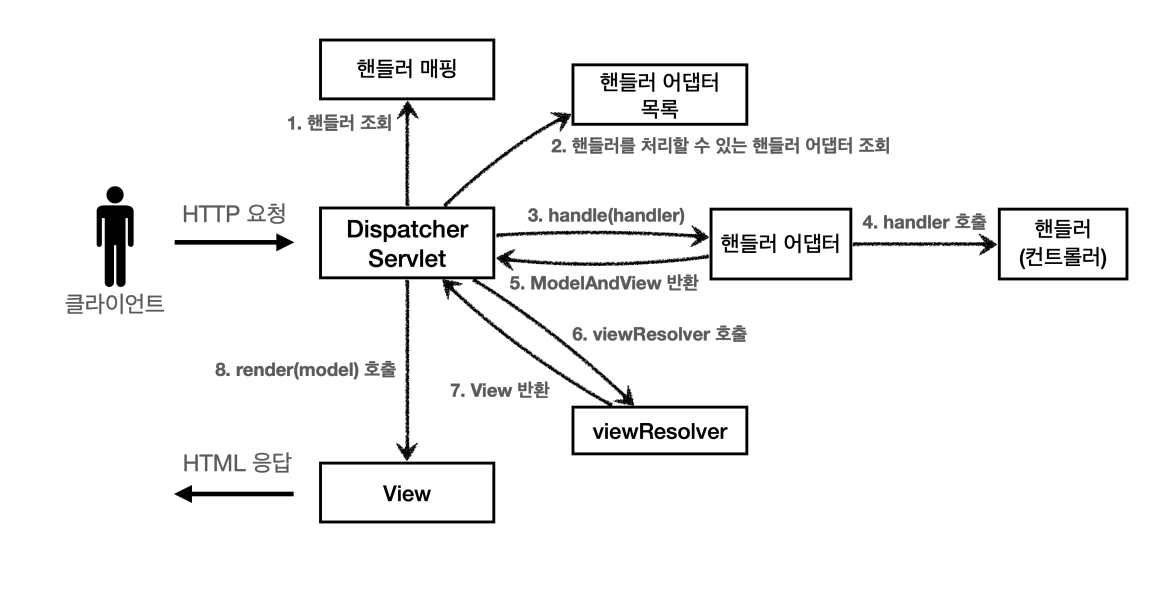 핸들러 매핑
핸들러 어댑터
목록
1. 핸들러 조회
2. 핸들러를 처리할 수 있는 핸들러 어댑터 조회
HTTP 요청
Dispatcher
Servlet
3. handle(handler)
핸들러 어댑터
4. handler 호출
핸들러
(컨트롤러)
클라이언트
5. ModelAndView 반환
6. viewResolver 호출
8. render(model) 호출
7. View 반환
viewResolver
HTML 응답
View